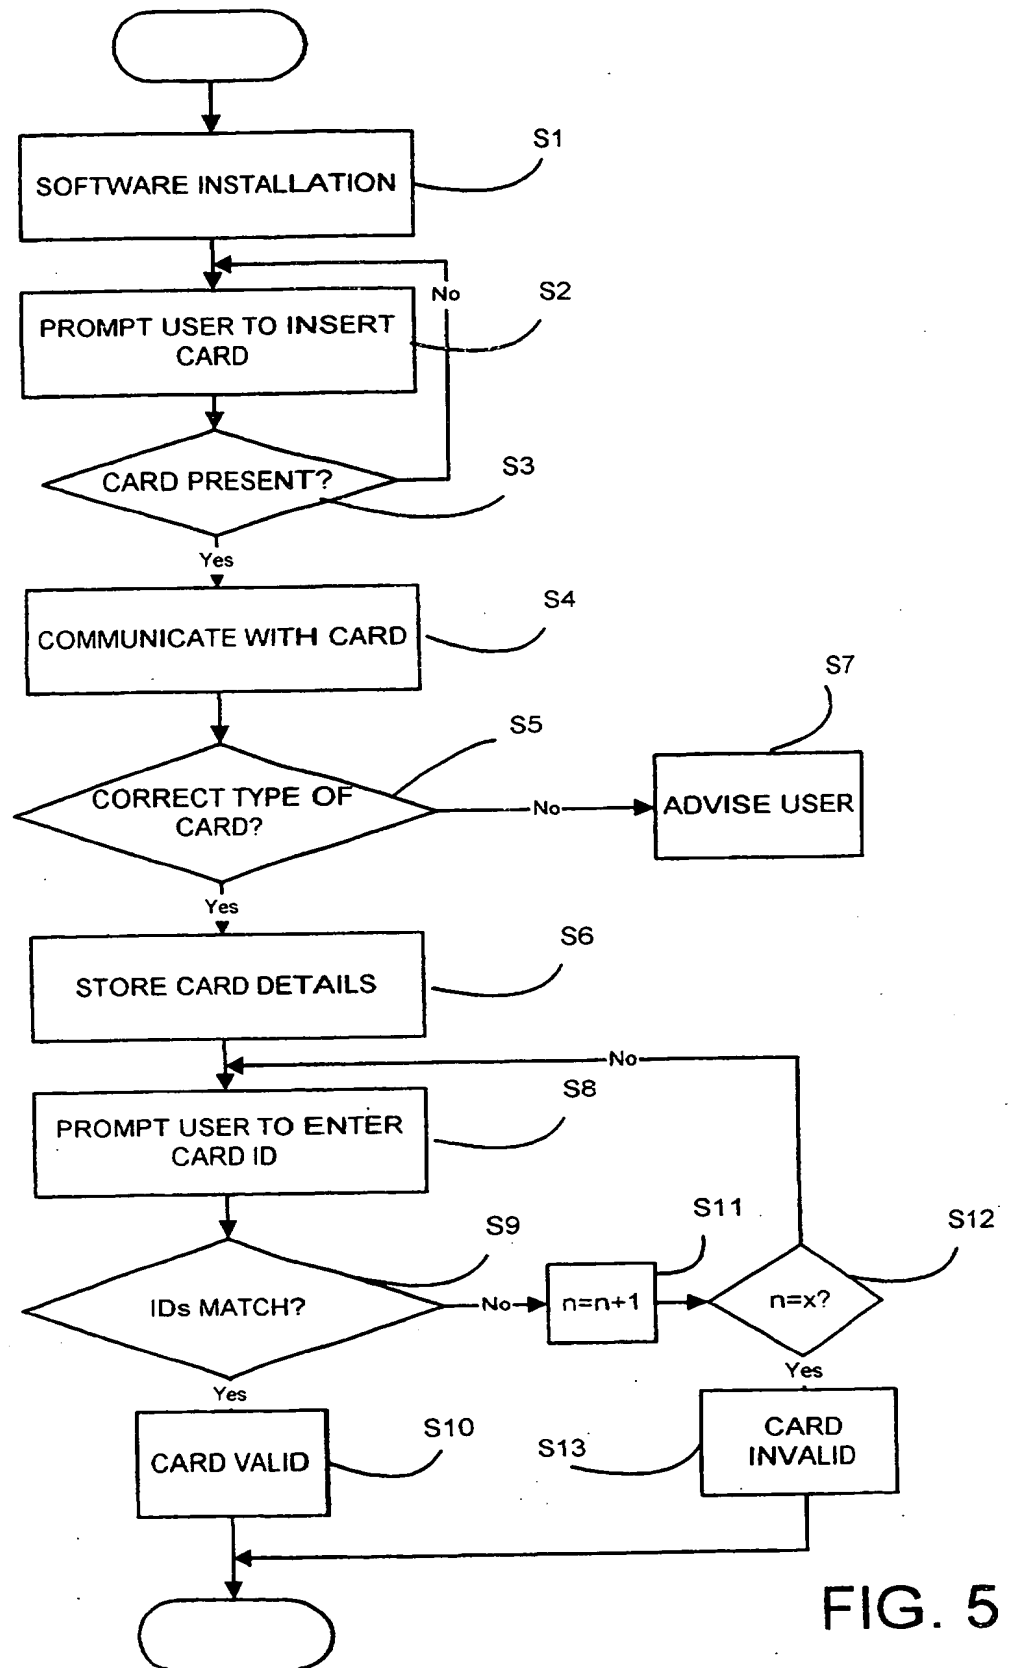 S1
SOFTWARE INSTALLATION
No
S2
PROMPT USER TO INSERT
CARD
S3
CARD PRESENT?
Yes
S4
COMMUNICATE WITH CARD
S7
S5
CORRECT TYPE OF
CARD?
No
ADVISE USER
Yes
S6
STORE CARD DETAILS
No
S8
PROMPT USER TO ENTER
CARD ID
S11
S12
S9
IDs MATCH?
No
n=n+1
n=x?
Yes
Yes
S10
S13
CARD
INVALID
CARD VALID
FIG. 5